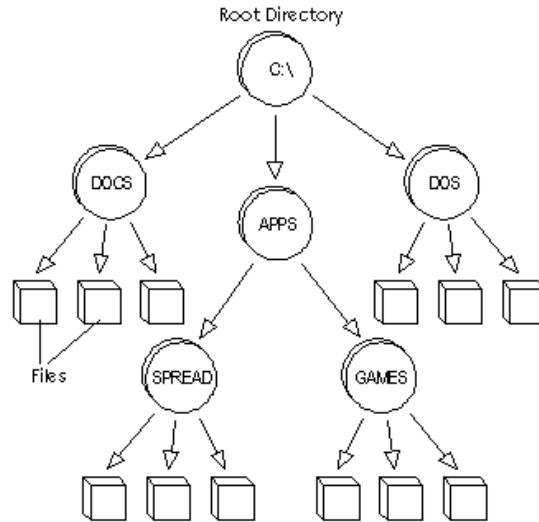 Root Directory
C:\
DOCS
DOS
APPS
Files
SPREAD
GAMES